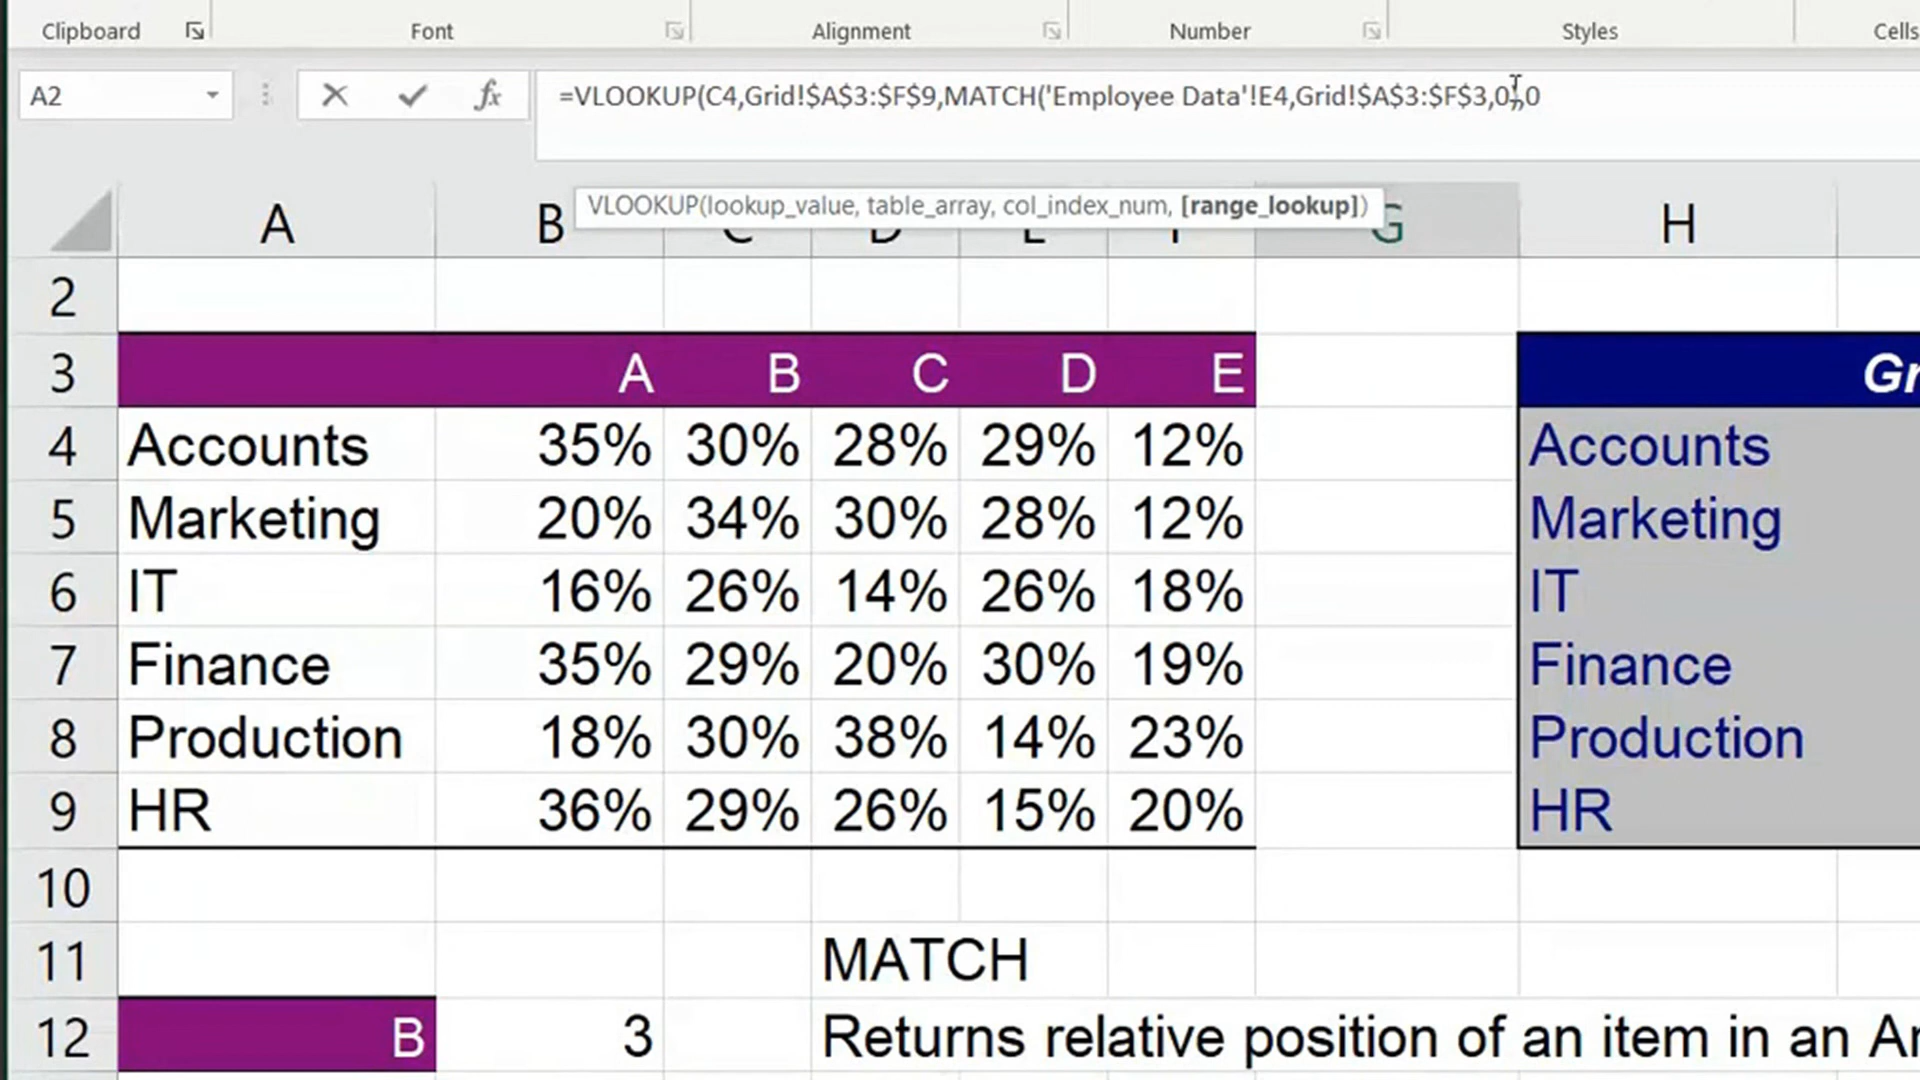 Clipboard Font Alignment Number Styles Cells
A2 fx =VLOOKUP(C4,Grid!$A$3:$F$9,MATCH('Employee Data'!E4,Grid!$A$3:$F$3,0),0
VLOOKUP(lookup_value, table_array, col_index_num, [range_lookup])
A B C D E F G H
2
3 A B C D E Gr
4 Accounts 35% 30% 28% 29% 12% Accounts
5 Marketing 20% 34% 30% 28% 12% Marketing
6 IT 16% 26% 14% 26% 18% IT
7 Finance 35% 29% 20% 30% 19% Finance
8 Production 18% 30% 38% 14% 23% Production
9 HR 36% 29% 26% 15% 20% HR
10
11 MATCH
12 B 3 Returns relative position of an item in an Ar